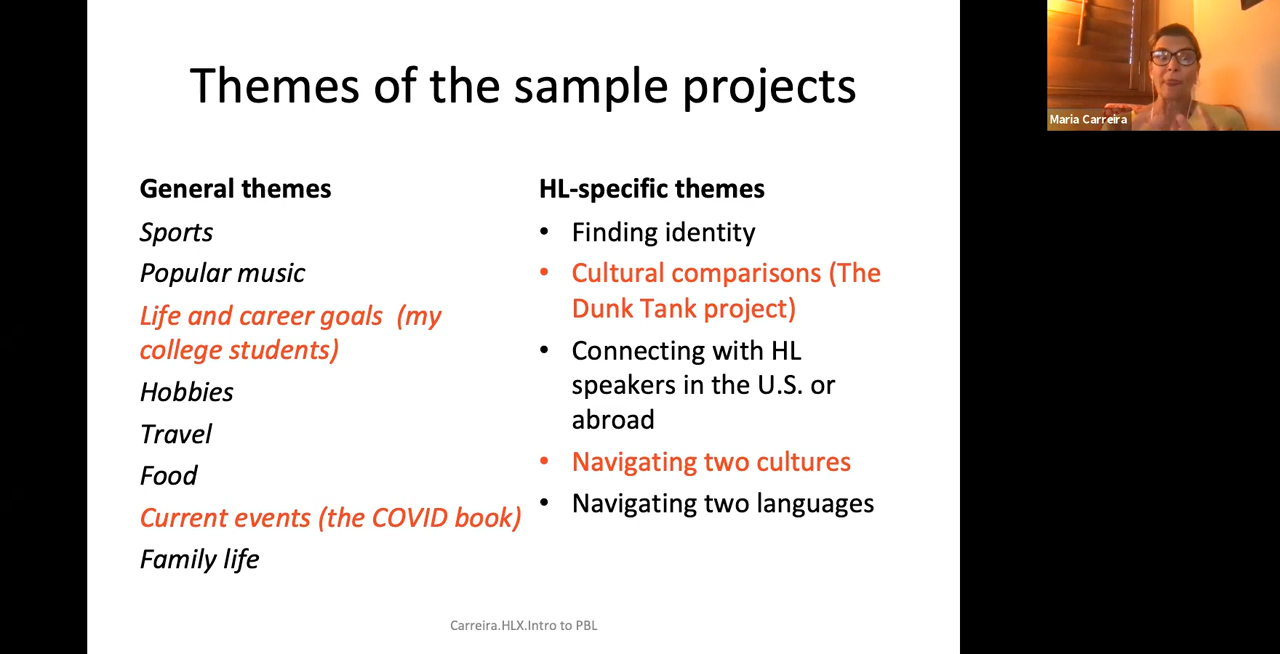 Themes of the sample projects
General themes
Sports
Popular music
Life and career goals (my
college students)
Hobbies
Travel
Food
Current events (the COVID book)
Family life
HL-specific themes
• Finding identity
• Cultural comparisons (The
Dunk Tank project)
• Connecting with HL
speakers in the U.S. or
abroad
• Navigating two cultures
• Navigating two languages
Carreira.HLX.Intro to PBL
Maria Carreira